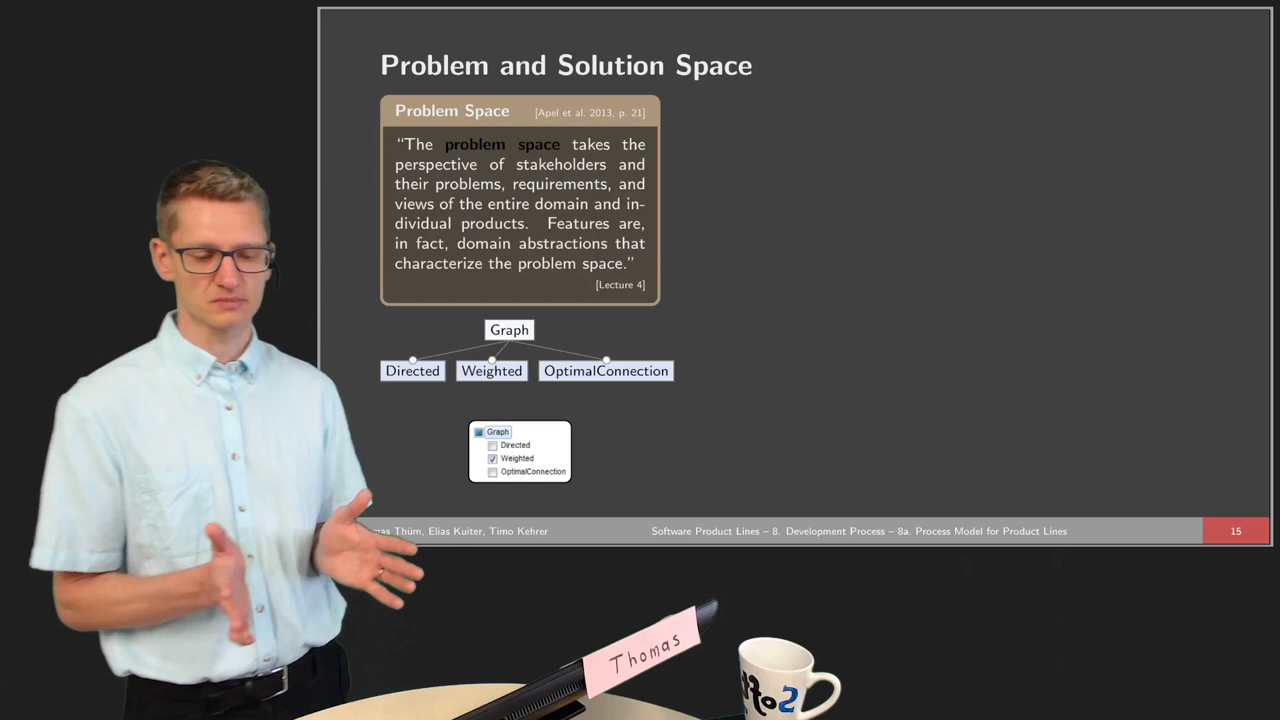 Problem and Solution Space
Problem Space [Apel et al. 2013, p. 21]
“The problem space takes the
perspective of stakeholders and
their problems, requirements, and
views of the entire domain and in-
dividual products. Features are,
in fact, domain abstractions that
characterize the problem space.”
[Lecture 4]
Graph
Directed Weighted OptimalConnection
Graph
Directed
Weighted
OptimalConnection
Thüm, Elias Kuiter, Timo Kehrer Software Product Lines – 8. Development Process – 8a. Process Model for Product Lines 15
Thomas